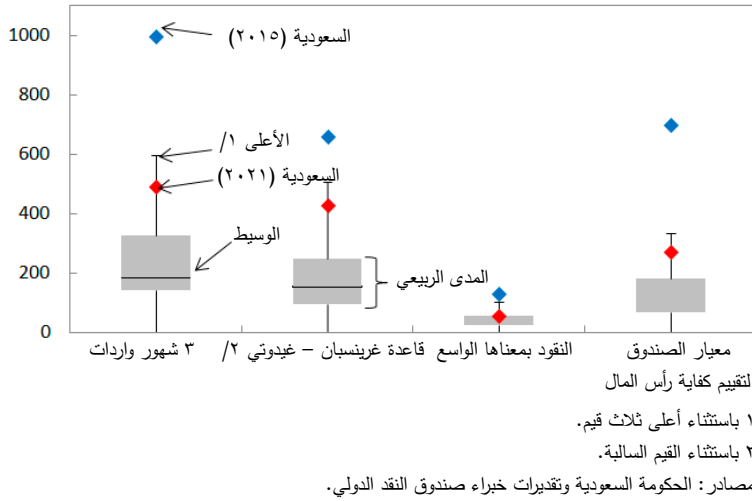 1000
800
600
400
200
0
السعودية (٢٠١٥)
الأعلى ١/
السعودية (٢٠٢١)
الوسيط
المدى الربيعي
٣ شهور واردات
قاعدة غرينسبان – غيدوتي ٢/
النقود بمعناها الواسع
معيار الصندوق
لتقييم كفاية رأس المال
١ باستثناء أعلى ثلاث قيم.
٢ باستثناء القيم السالبة.
مصادر: الحكومة السعودية وتقديرات خبراء صندوق النقد الدولي.